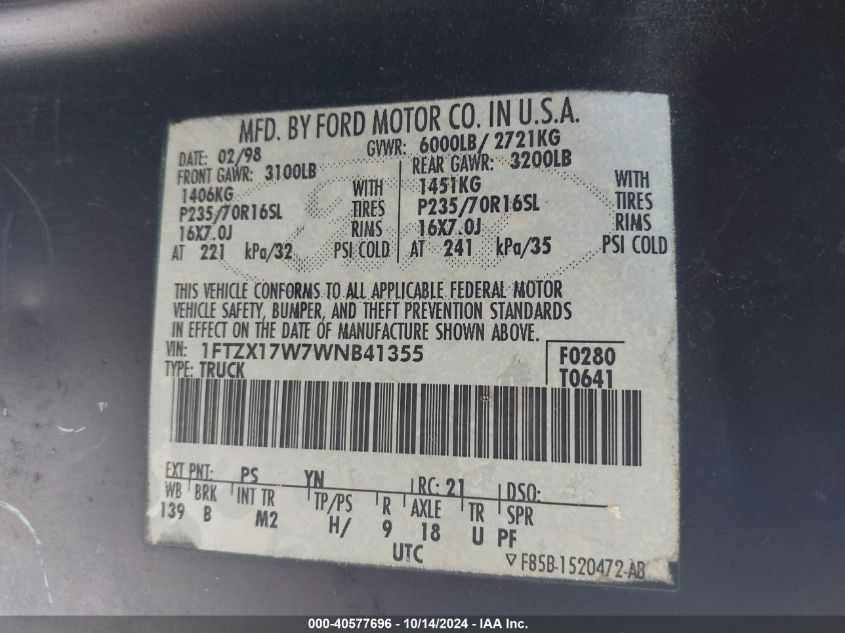 MFD. BY FORD MOTOR CO. IN U.S.A.
DATE: 02/98 GVWR: 6000LB/ 2721KG
FRONT GAWR: 3100LB REAR GAWR: 3200LB
1406KG WITH 1451KG WITH
P235/70R16SL TIRES P235/70R16SL TIRES
16X7.0J RIMS 16X7.0J RIMS
AT 221 kPa/32 PSI COLD AT 241 kPa/35 PSI COLD
THIS VEHICLE CONFORMS TO ALL APPLICABLE FEDERAL MOTOR
VEHICLE SAFETY, BUMPER, AND THEFT PREVENTION STANDARDS
IN EFFECT ON THE DATE OF MANUFACTURE SHOWN ABOVE.
VIN: 1FTZX17W7WNB41355 F0280
TYPE: TRUCK T0641
EXT PNT: PS YN RC: 21 DSO:
WB BRK INT TR TP/PS R AXLE TR SPR
139 B M2 H/ 9 18 U PF
UTC ▽F85B-1520472-AB
000-40577696 - 10/14/2024 - IAA Inc.